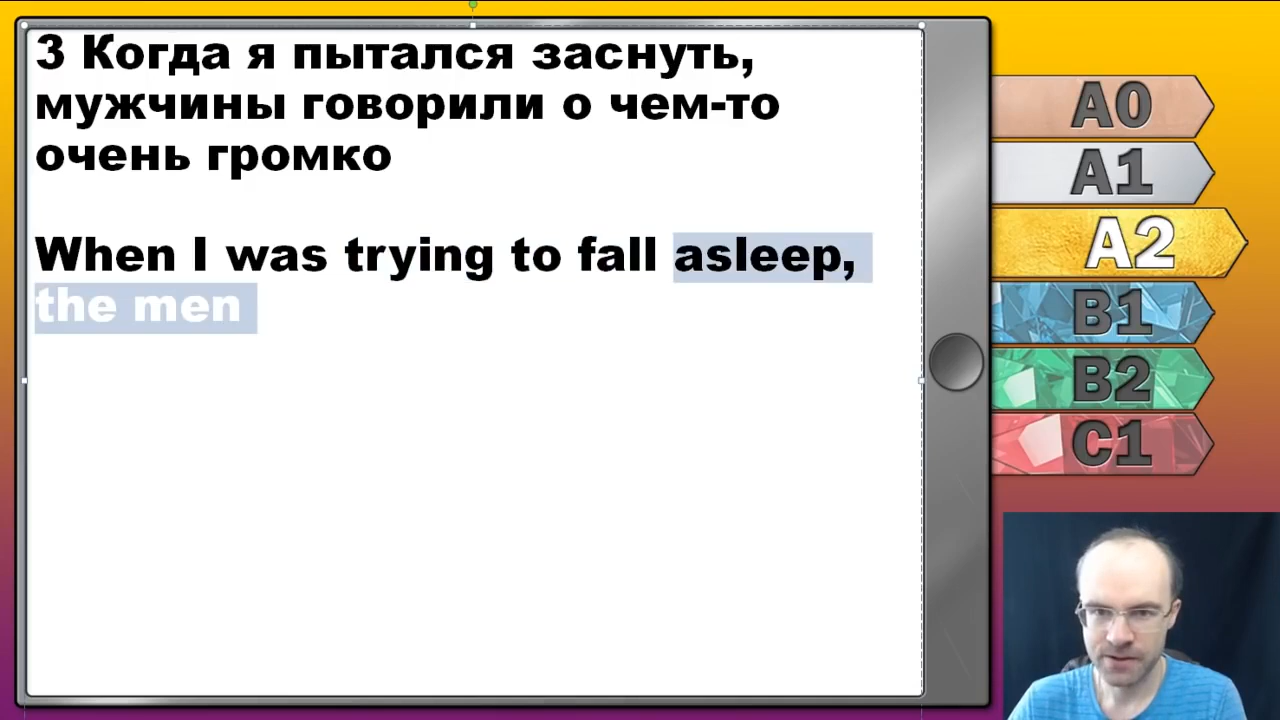 3 Когда я пытался заснуть,
мужчины говорили о чем-то
очень громко
When I was trying to fall asleep,
the men
A0
A1
A2
B1
B2
C1